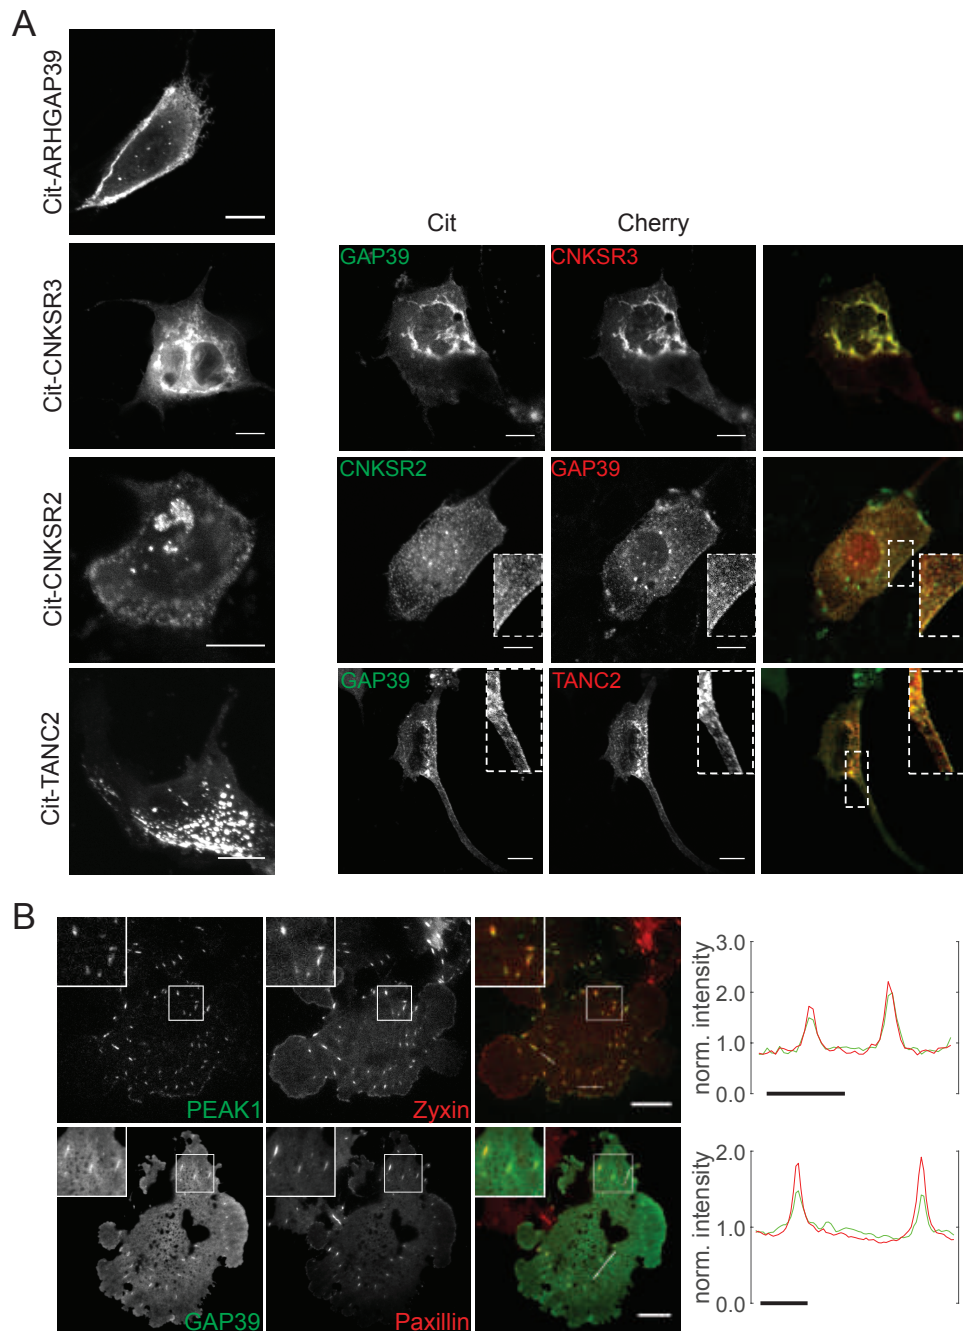 A
Cit-ARHGAP39
Cit-CNKSR3
Cit-CNKSR2
Cit-TANC2
Cit
Cherry
GAP39
CNKSR3
CNKSR2
GAP39
GAP39
TANC2
B
PEAK1
Zyxin
norm. intensity
3.0
2.0
1.0
0.0
GAP39
Paxillin
norm. intensity
2.0
1.0
0.0